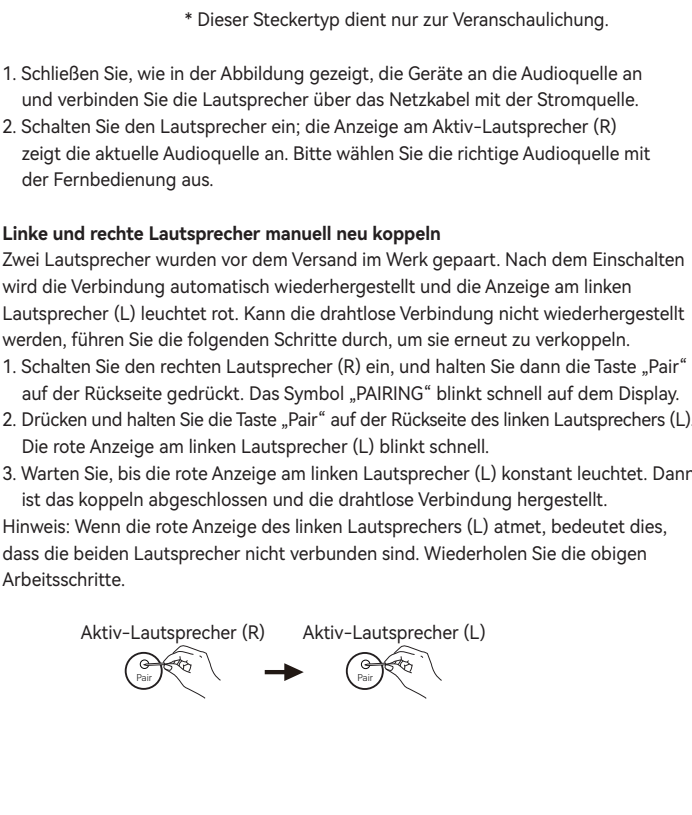 * Dieser Steckertyp dient nur zur Veranschaulichung.
1. Schließen Sie, wie in der Abbildung gezeigt, die Geräte an die Audioquelle an
und verbinden Sie die Lautsprecher über das Netzkabel mit der Stromquelle.
2. Schalten Sie den Lautsprecher ein; die Anzeige am Aktiv-Lautsprecher (R)
zeigt die aktuelle Audioquelle an. Bitte wählen Sie die richtige Audioquelle mit
der Fernbedienung aus.
Linke und rechte Lautsprecher manuell neu koppeln
Zwei Lautsprecher wurden vor dem Versand im Werk gepaart. Nach dem Einschalten
wird die Verbindung automatisch wiederhergestellt und die Anzeige am linken
Lautsprecher (L) leuchtet rot. Kann die drahtlose Verbindung nicht wiederhergestellt
werden, führen Sie die folgenden Schritte durch, um sie erneut zu verkoppeln.
1. Schalten Sie den rechten Lautsprecher (R) ein, und halten Sie dann die Taste „Pair“
auf der Rückseite gedrückt. Das Symbol „PAIRING“ blinkt schnell auf dem Display.
2. Drücken und halten Sie die Taste „Pair“ auf der Rückseite des linken Lautsprechers (L).
Die rote Anzeige am linken Lautsprecher (L) blinkt schnell.
3. Warten Sie, bis die rote Anzeige am linken Lautsprecher (L) konstant leuchtet. Dann
ist das koppeln abgeschlossen und die drahtlose Verbindung hergestellt.
Hinweis: Wenn die rote Anzeige des linken Lautsprechers (L) atmet, bedeutet dies,
dass die beiden Lautsprecher nicht verbunden sind. Wiederholen Sie die obigen
Arbeitsschritte.
Aktiv-Lautsprecher (R) Aktiv-Lautsprecher (L)
Pair Pair